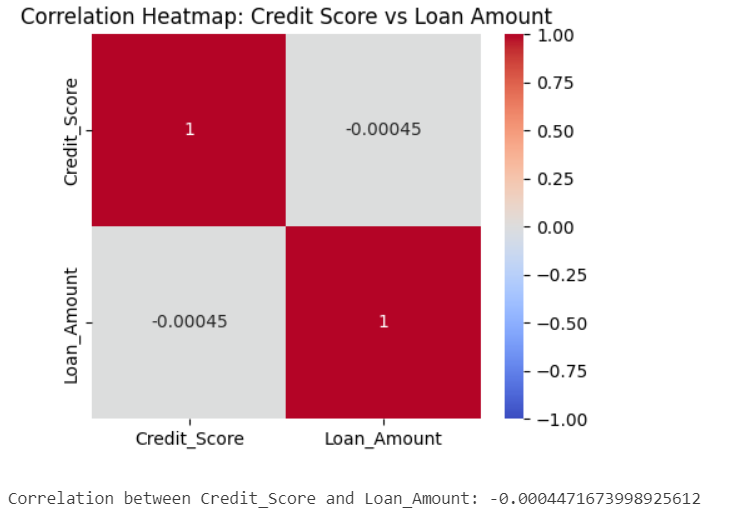 Correlation Heatmap: Credit Score vs Loan Amount
1.00
Credit_Score
1
-0.00045
0.75
0.50
0.25
0.00
Loan_Amount
-0.00045
1
−0.25
−0.50
−0.75
−1.00
Credit_Score
Loan_Amount
Correlation between Credit_Score and Loan_Amount: -0.0004471673998925612